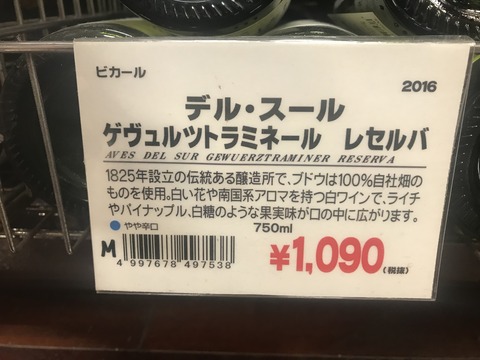 ビカール
2016
デル・スール
ゲヴュルツトラミネール レセルバ
AVES DEL SUR GEWUERZTRAMINER RESERVA
1825年設立の伝統ある醸造所で、ブドウは100%自社畑の
ものを使用。白い花や南国系アロマを持つ白ワインで、ライチ
やパイナップル、白糖のような果実味が口の中に広がります。
やや辛口
750ml
M
4 997678 497538
¥1,090(税抜)